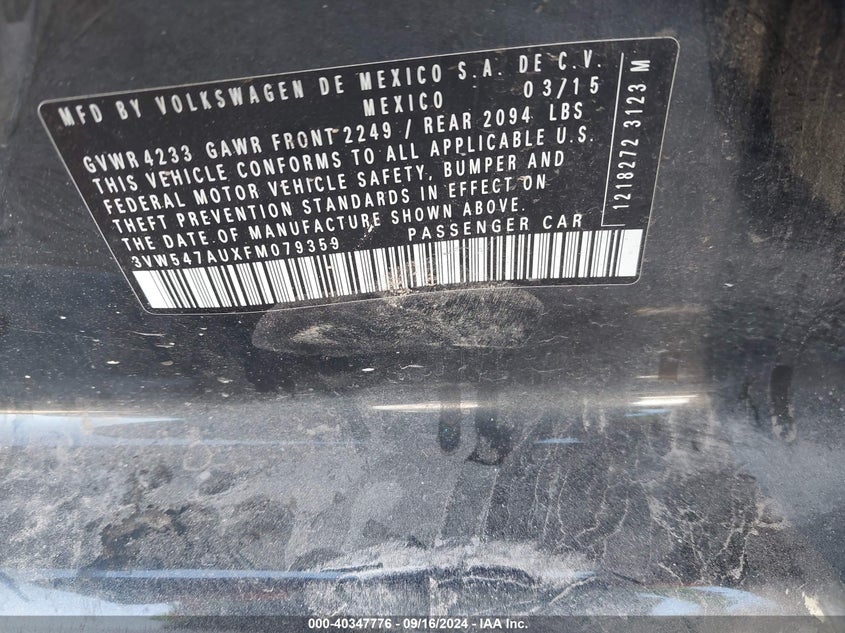 MFD BY VOLKSWAGEN DE MEXICO S.A. DE C.V.
MEXICO 03/15
GVWR 4233 GAWR FRONT 2249 / REAR 2094 LBS
THIS VEHICLE CONFORMS TO ALL APPLICABLE U.S.
FEDERAL MOTOR VEHICLE SAFETY, BUMPER AND
THEFT PREVENTION STANDARDS IN EFFECT ON
THE DATE OF MANUFACTURE SHOWN ABOVE.
3VW547AUXFM079359 PASSENGER CAR
1218272 3123 M
000-40347776 - 09/16/2024 - IAA Inc.